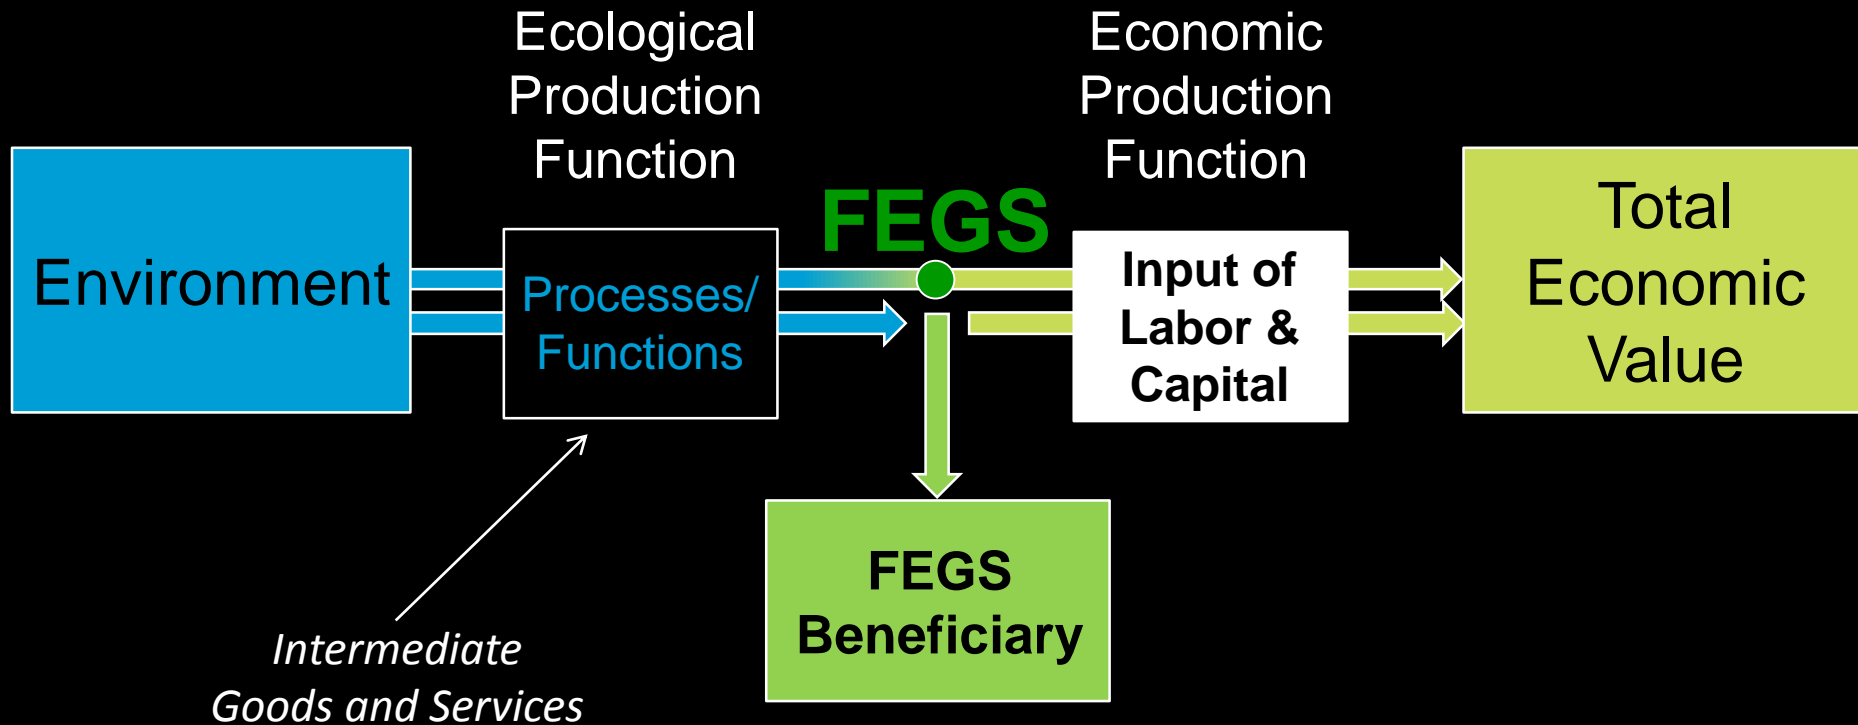 Ecological
Production
Function
Economic
Production
Function
Environment
Processes/
Functions
FEGS
Input of
Labor &
Capital
Total
Economic
Value
FEGS
Beneficiary
Intermediate
Goods and Services